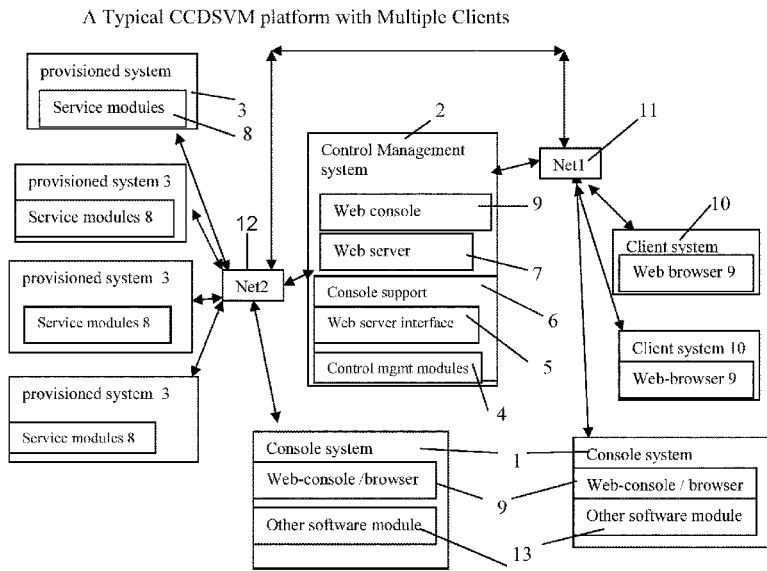 A Typical CCDSVM platform with Multiple Clients
provisioned system
Service modules
3
8
provisioned system 3
Service modules 8
provisioned system 3
Service modules 8
provisioned system 3
Service modules 8
12
Net2
2
Control Management
system
Web console
9
Web server
7
Console support
6
Web server interface
5
Control mgmt modules
4
11
Net1
10
Client system
Web browser 9
Client system 10
Web-browser 9
Console system
1
Web-console /browser
9
Other software module
13
Console system
Web-console / browser
Other software module